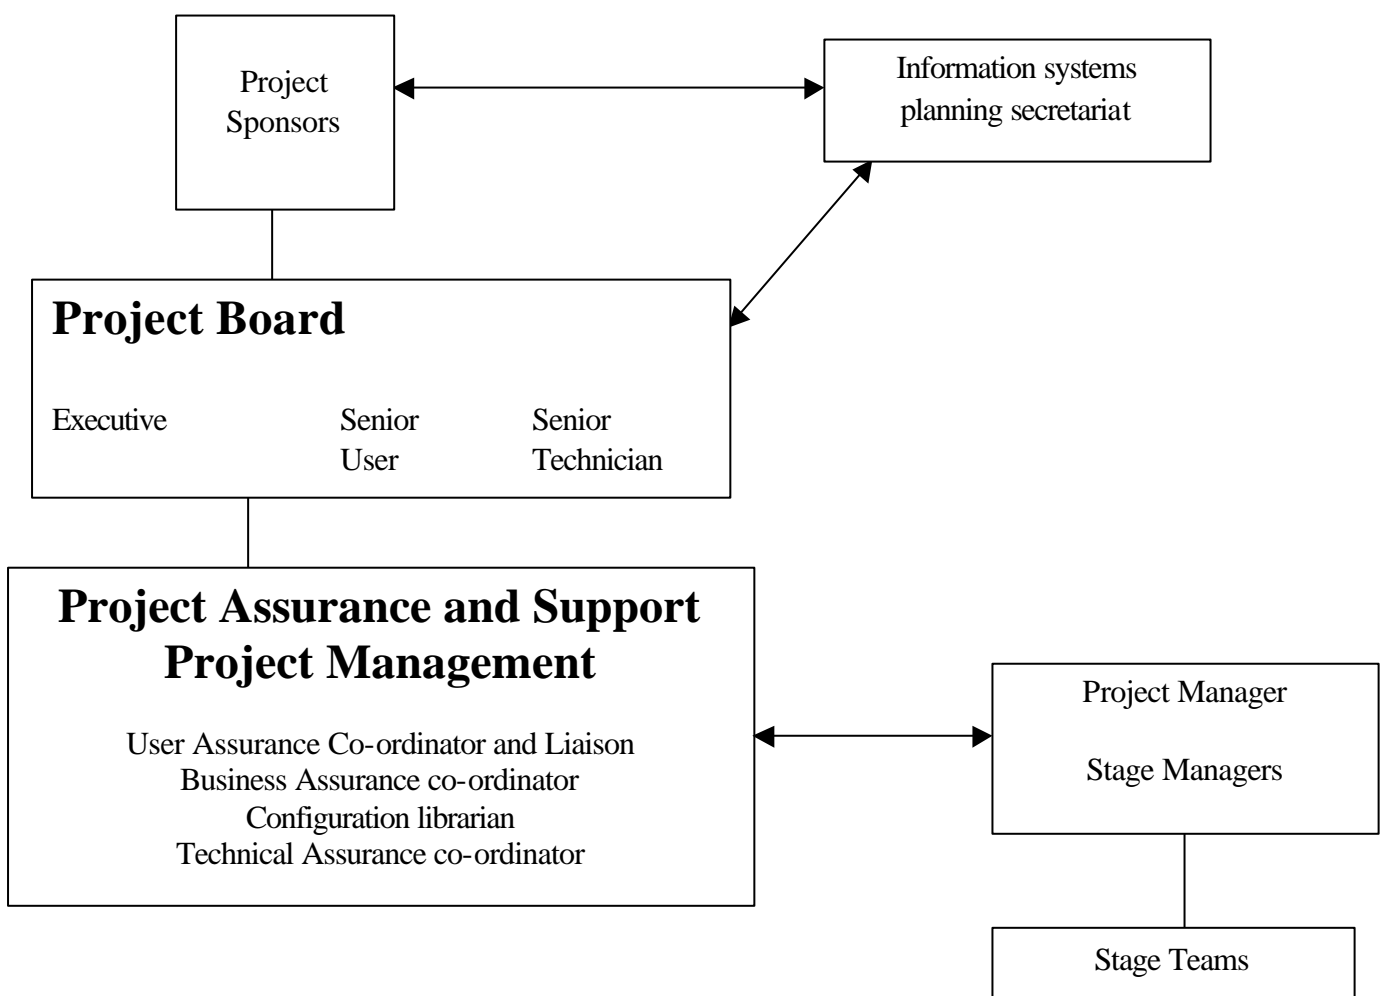 Project
Sponsors
Information systems
planning secretariat
Project Board
Executive
Senior
User
Senior
Technician
Project Assurance and Support
Project Management
User Assurance Co-ordinator and Liaison
Business Assurance co-ordinator
Configuration librarian
Technical Assurance co-ordinator
Project Manager
Stage Managers
Stage Teams